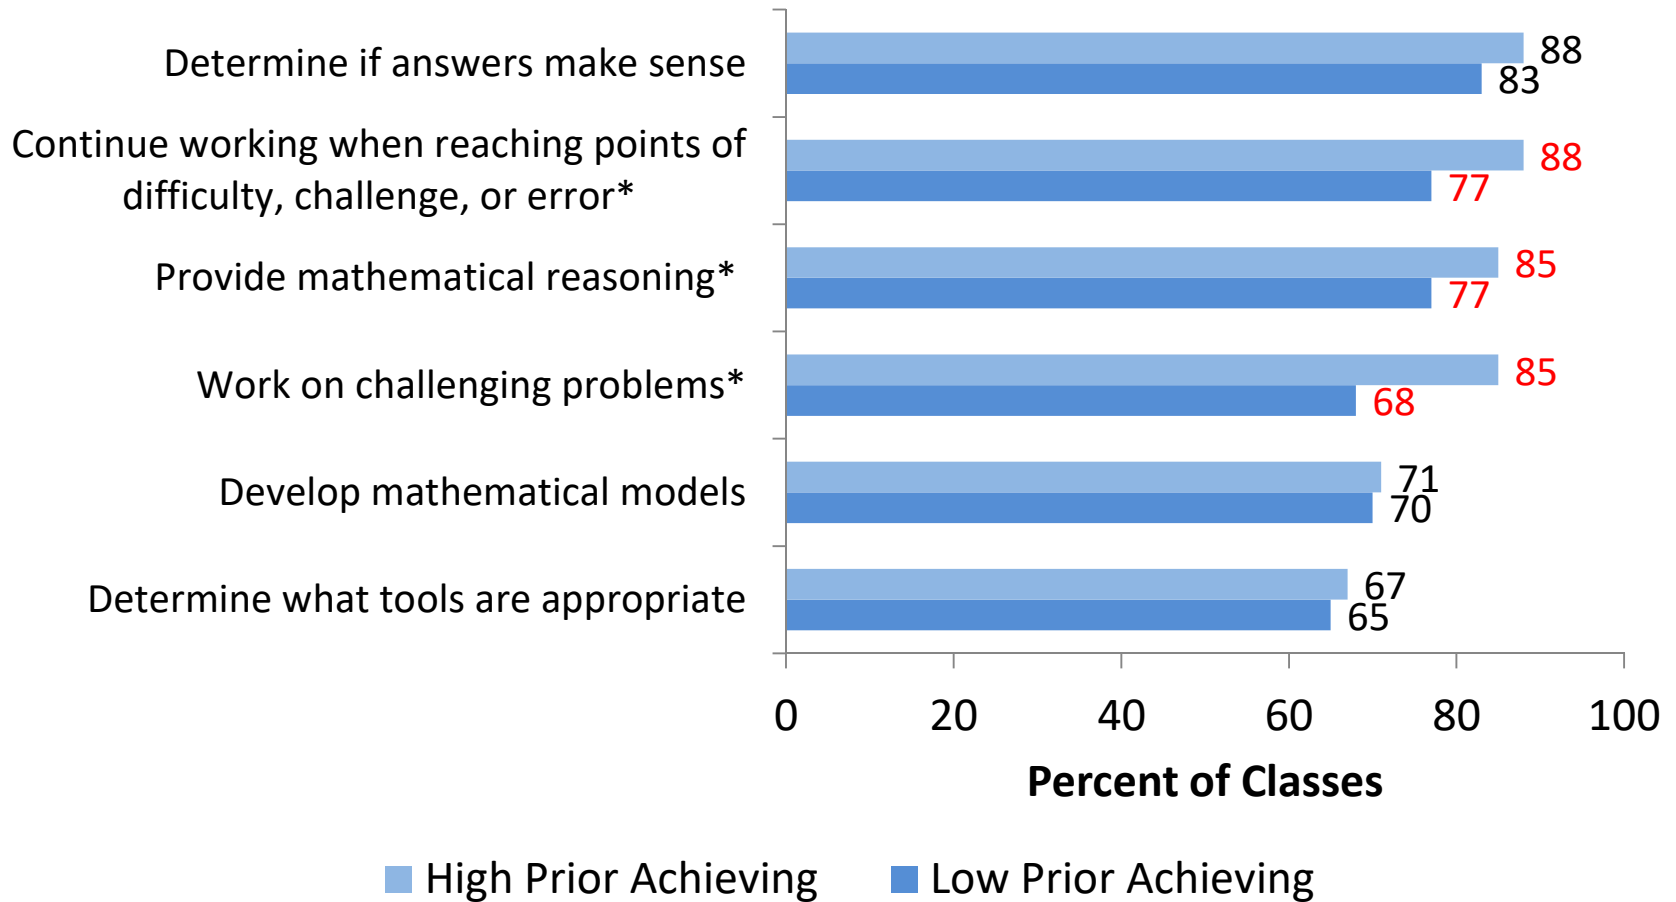 Determine if answers make sense
88
83
Continue working when reaching points of
difficulty, challenge, or error*
88
77
Provide mathematical reasoning*
85
77
Work on challenging problems*
85
68
Develop mathematical models
71
70
Determine what tools are appropriate
67
65
0 20 40 60 80 100
Percent of Classes
High Prior Achieving Low Prior Achieving